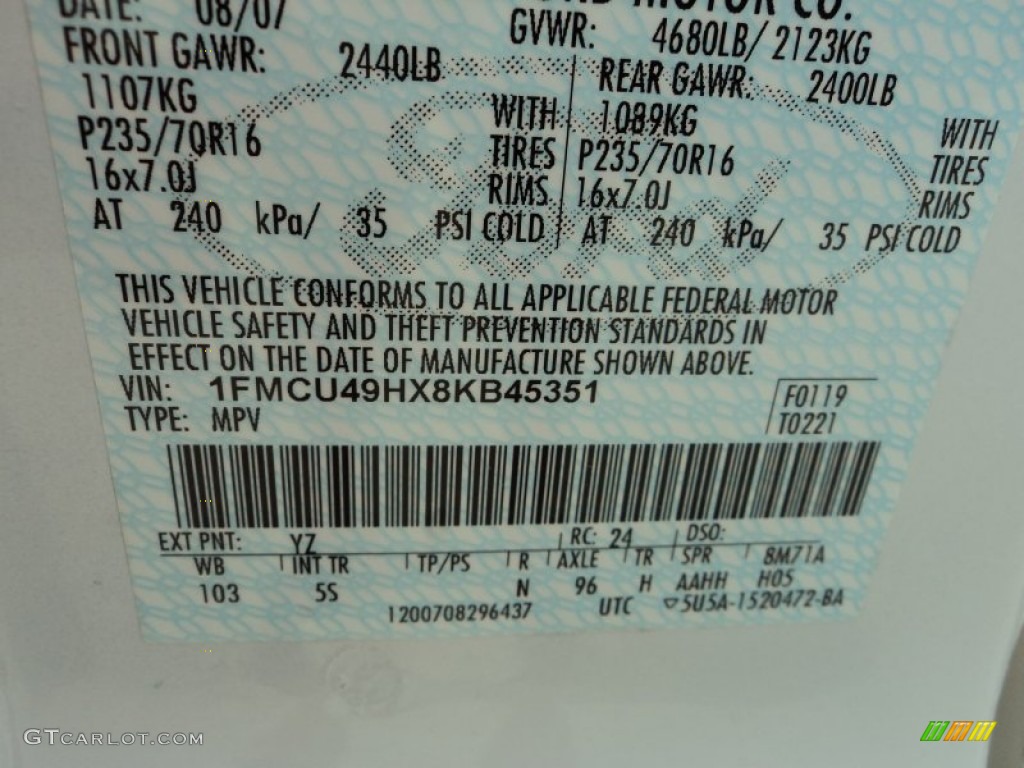 DATE: 08/07
FORD MOTOR CO.
GVWR: 4680LB/ 2123KG
FRONT GAWR: 2440LB
1107KG WITH
P235/70R16 TIRES
16x7.0J RIMS
AT 240 kPa/ 35 PSI COLD
REAR GAWR: 2400LB
1089KG WITH
P235/70R16 TIRES
16x7.0J RIMS
AT 240 kPa/ 35 PSI COLD
Ford
THIS VEHICLE CONFORMS TO ALL APPLICABLE FEDERAL MOTOR
VEHICLE SAFETY AND THEFT PREVENTION STANDARDS IN
EFFECT ON THE DATE OF MANUFACTURE SHOWN ABOVE.
VIN: 1FMCU49HX8KB45351
TYPE: MPV
F0119
T0221
EXT PNT: YZ RC: 24 DSO:
WB INT TR TP/PS R AXLE TR SPR 8M71A
103 5S N 96 H AAHH H05
1200708296437 UTC ▽5U5A-1520472-BA
GTCARLOT.COM